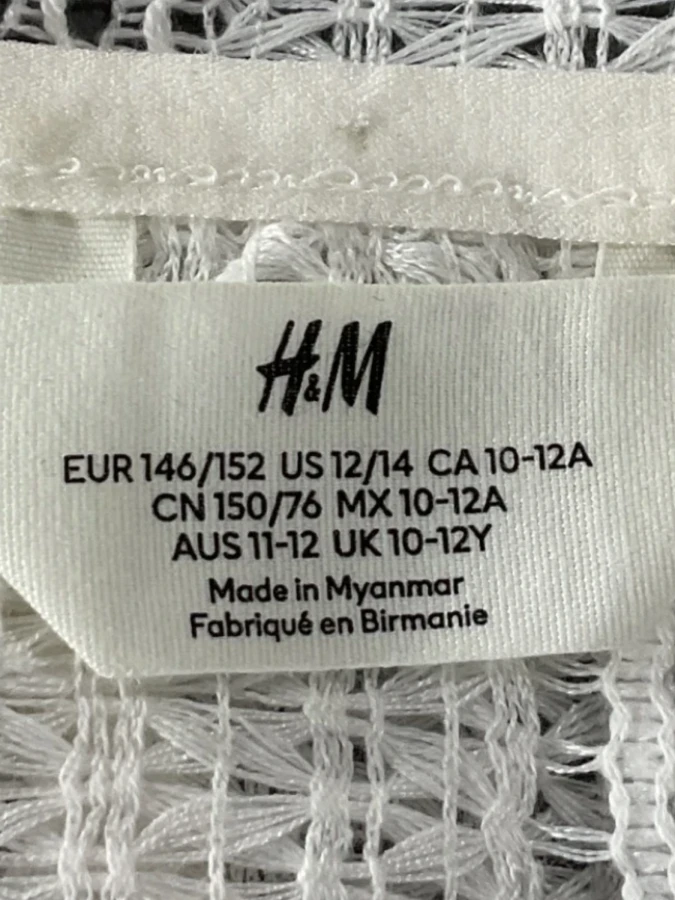 H&M
EUR 146/152 US 12/14 CA 10-12A
CN 150/76 MX 10-12A
AUS 11-12 UK 10-12Y
Made in Myanmar
Fabriqué en Birmanie